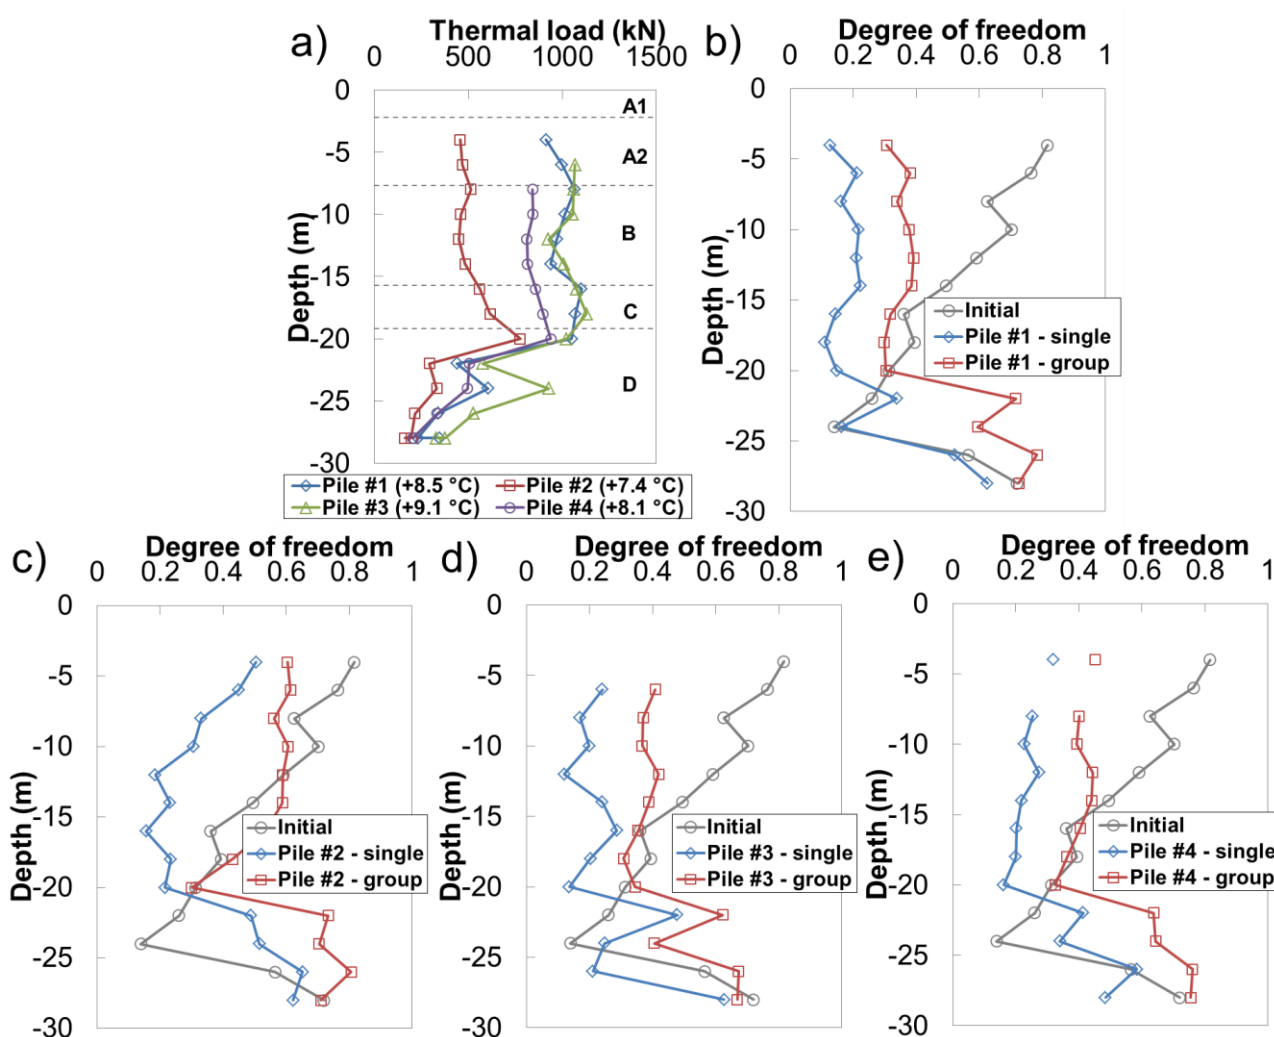 a)
Thermal load (kN)
0 500 1000 1500
Depth (m)
0
-5
-10
-15
-20
-25
-30
A1
A2
B
C
D
Pile #1 (+8.5 °C) Pile #2 (+7.4 °C)
Pile #3 (+9.1 °C) Pile #4 (+8.1 °C)
b)
Degree of freedom
0 0.2 0.4 0.6 0.8 1
Depth (m)
0
-5
-10
-15
-20
-25
-30
Initial
Pile #1 - single
Pile #1 - group
c)
Degree of freedom
0 0.2 0.4 0.6 0.8 1
Depth (m)
0
-5
-10
-15
-20
-25
-30
Initial
Pile #2 - single
Pile #2 - group
d)
Degree of freedom
0 0.2 0.4 0.6 0.8 1
Depth (m)
0
-5
-10
-15
-20
-25
-30
Initial
Pile #3 - single
Pile #3 - group
e)
Degree of freedom
0 0.2 0.4 0.6 0.8 1
Depth (m)
0
-5
-10
-15
-20
-25
-30
Initial
Pile #4 - single
Pile #4 - group